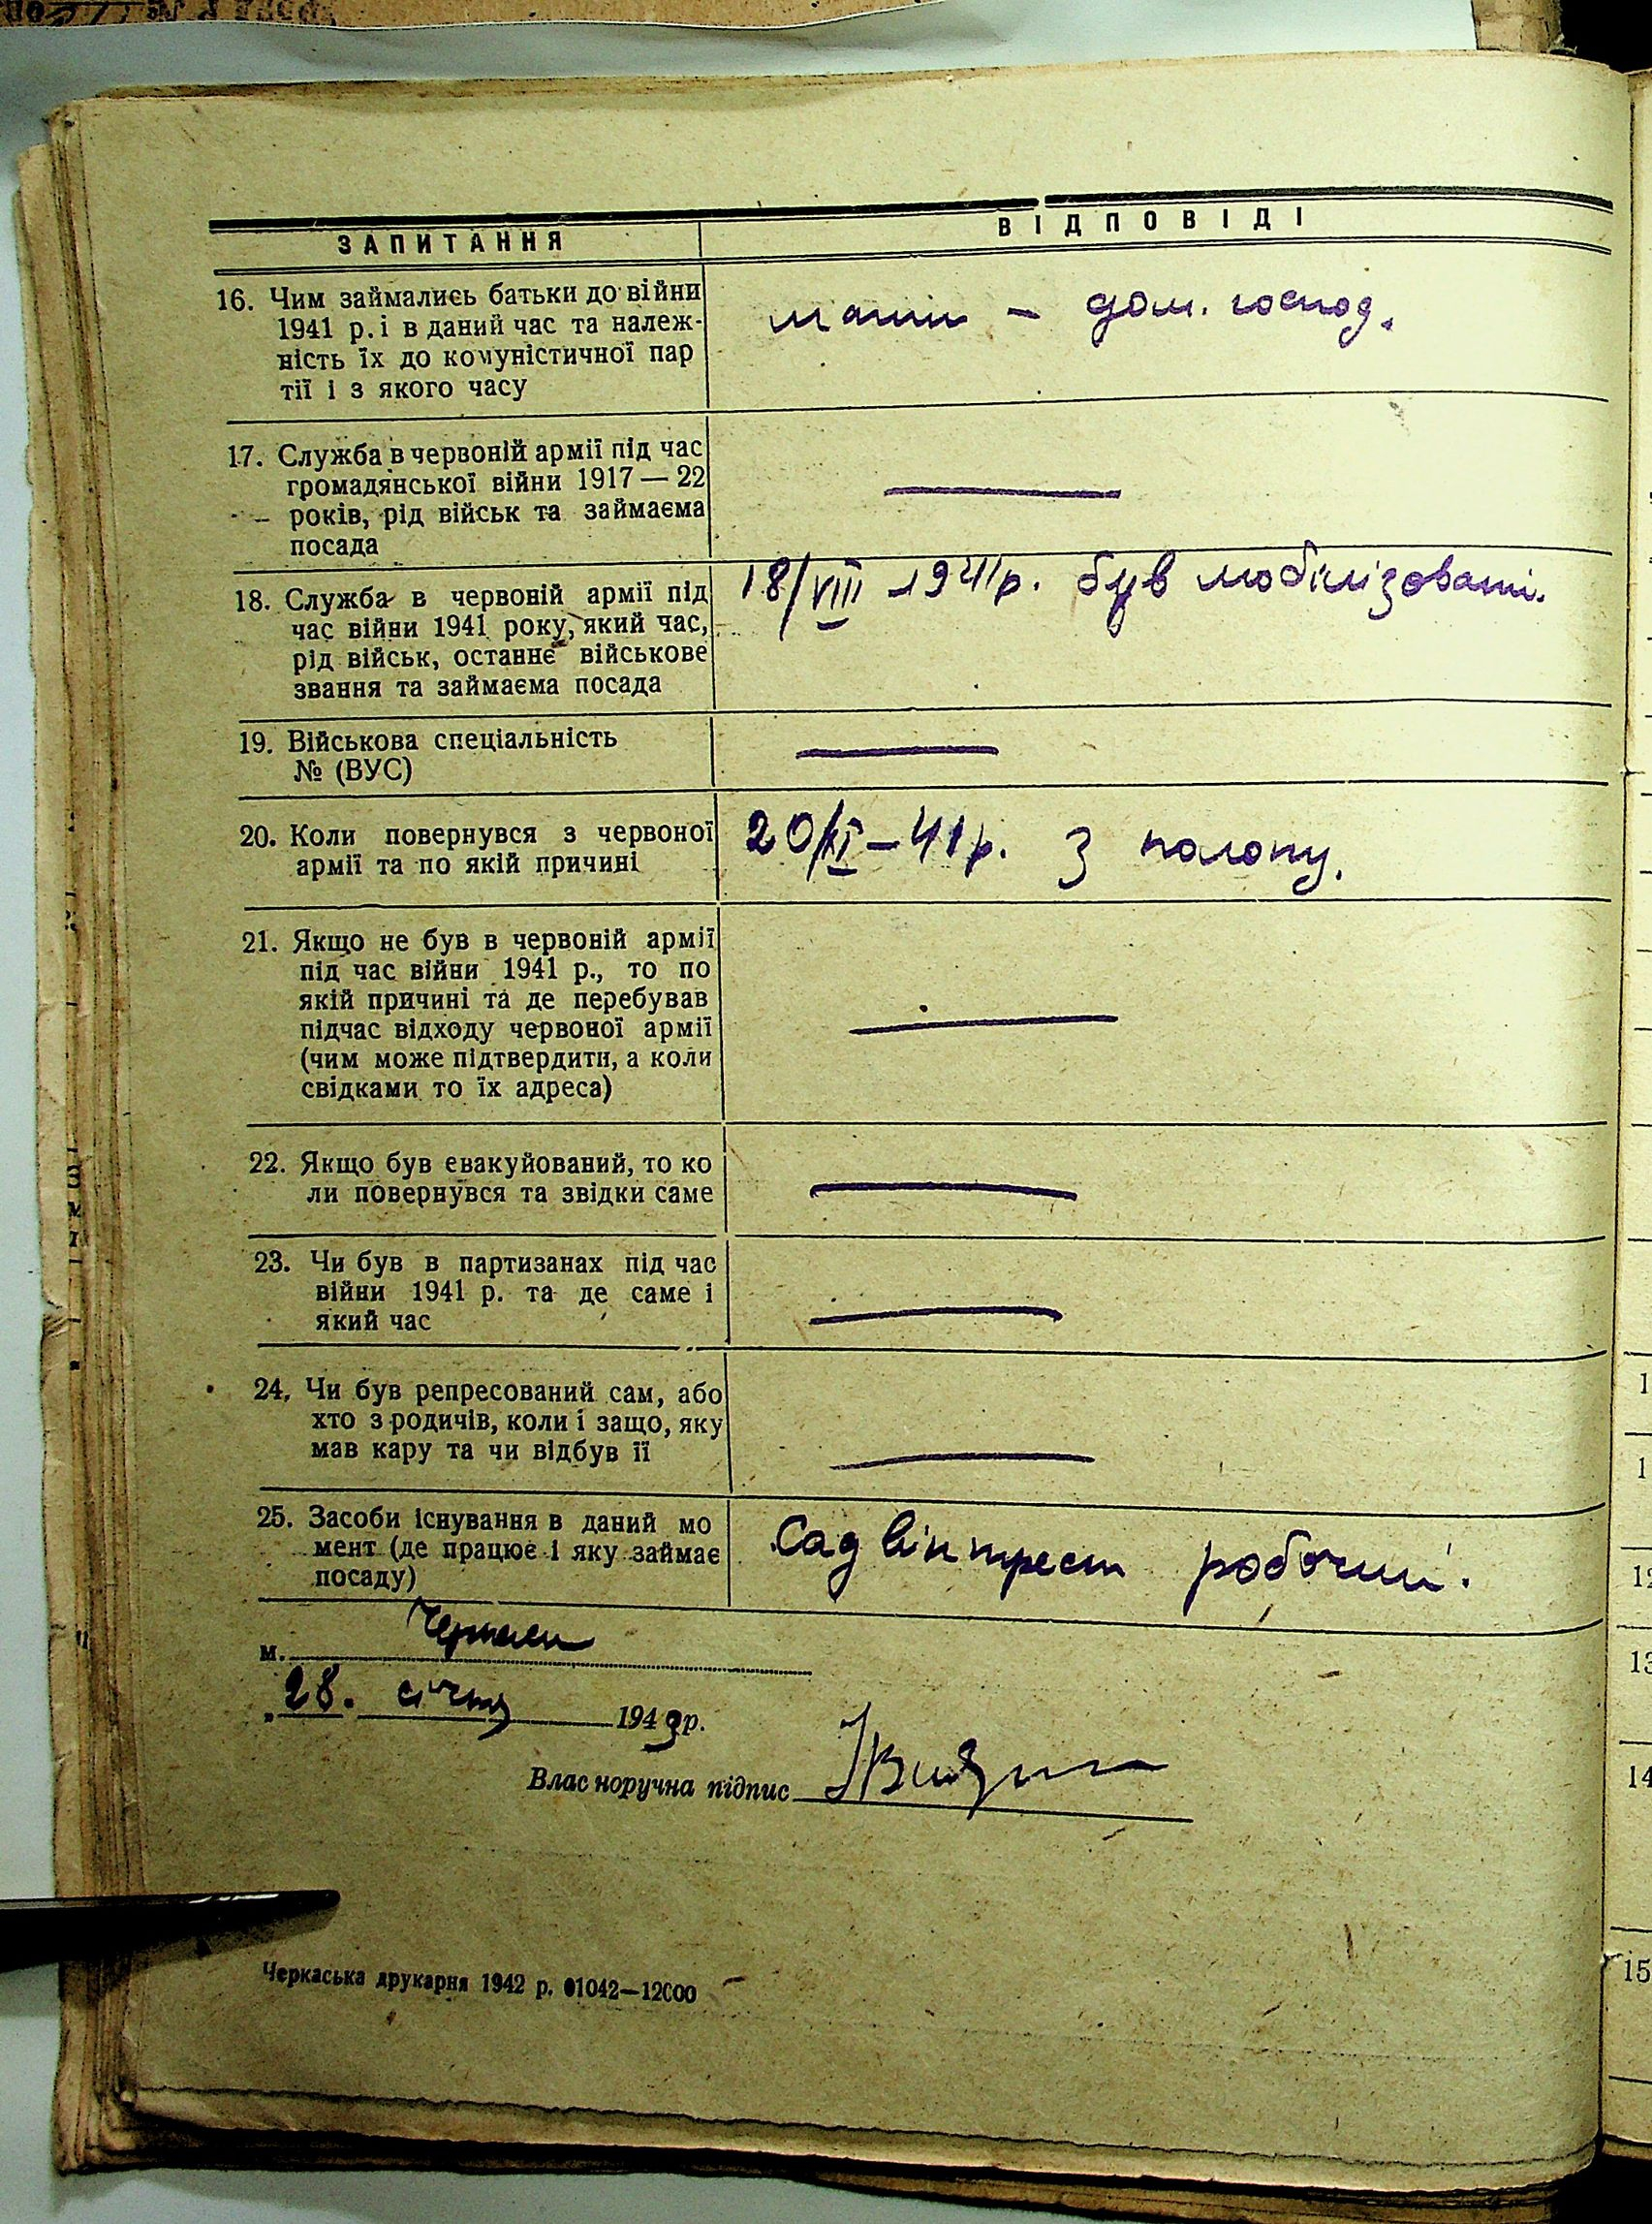 ЗАПИТАННЯ
ВІДПОВІДІ
16. Чим займались батьки до війни
1941 р. і в даний час та належ-
ність їх до комуністичної пар
тії і з якого часу
мати – дом. господ.
17. Служба в червоній армії під час
громадянської війни 1917 — 22
років, рід військ та займаєма
посада
18. Служба в червоній армії під
час війни 1941 року, який час,
рід військ, останнє військове
звання та займаєма посада
18/VIII 1941р. був мобілізовани.
19. Військова спеціальність
№ (ВУС)
20. Коли повернувся з червоної
армії та по якій причині
20/XI–41р. З полону.
21. Якщо не був в червоній армії
під час війни 1941 р., то по
якій причині та де перебував
підчас відходу червоної армії
(чим може підтвердити, а коли
свідками то їх адреса)
22. Якщо був евакуйований, то ко
ли повернувся та звідки саме
23. Чи був в партизанах під час
війни 1941 р. та де саме і
який час
24. Чи був репресований сам, або
хто з родичів, коли і защо, яку
мав кару та чи відбув її
25. Засоби існування в даний мо
мент (де працює і яку займає
посаду)
Садвінтрест робочий.
м. Черкаси
"28. січня 1943р.
Власноручна підпис
Черкаська друкарня 1942 р. 01042—12000
1
1
12
13
14
15